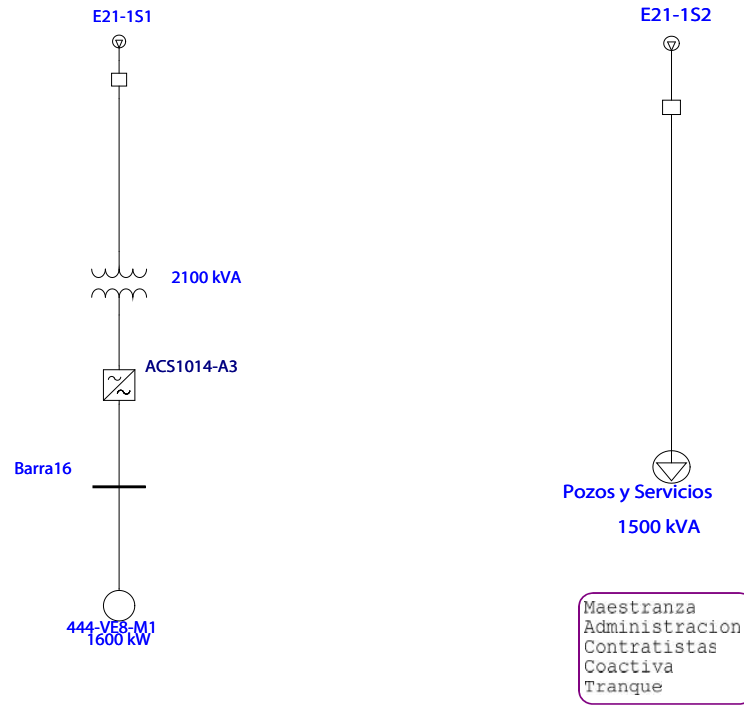 E21-1S1
E21-1S2
2100 kVA
ACS1014-A3
Barra16
Pozos y Servicios
1500 kVA
444-VE8-M1
1600 kW
Maestranza
Administracion
Contratistas
Coactiva
Tranque